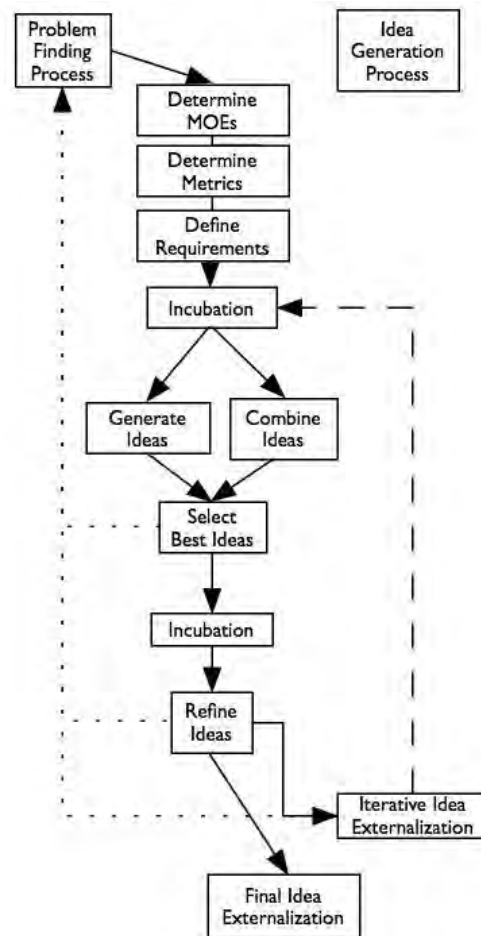 Problem
Finding
Process
Idea
Generation
Process
Determine
MOEs
Determine
Metrics
Define
Requirements
Incubation
Generate
Ideas
Combine
Ideas
Select
Best Ideas
Incubation
Refine
Ideas
Iterative Idea
Externalization
Final Idea
Externalization